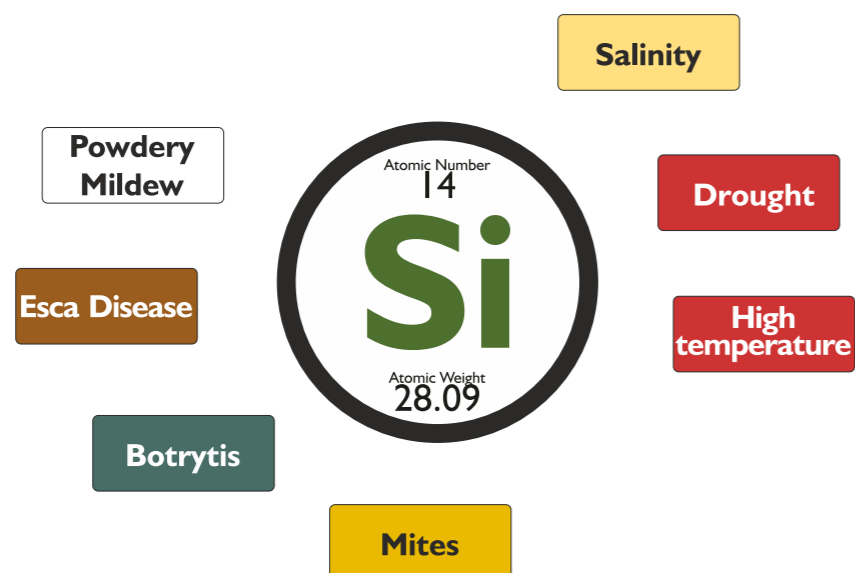 Salinity
Powdery
Mildew
Atomic Number
14
Drought
Si
Esca Disease
High
temperature
Atomic Weight
28.09
Botrytis
Mites